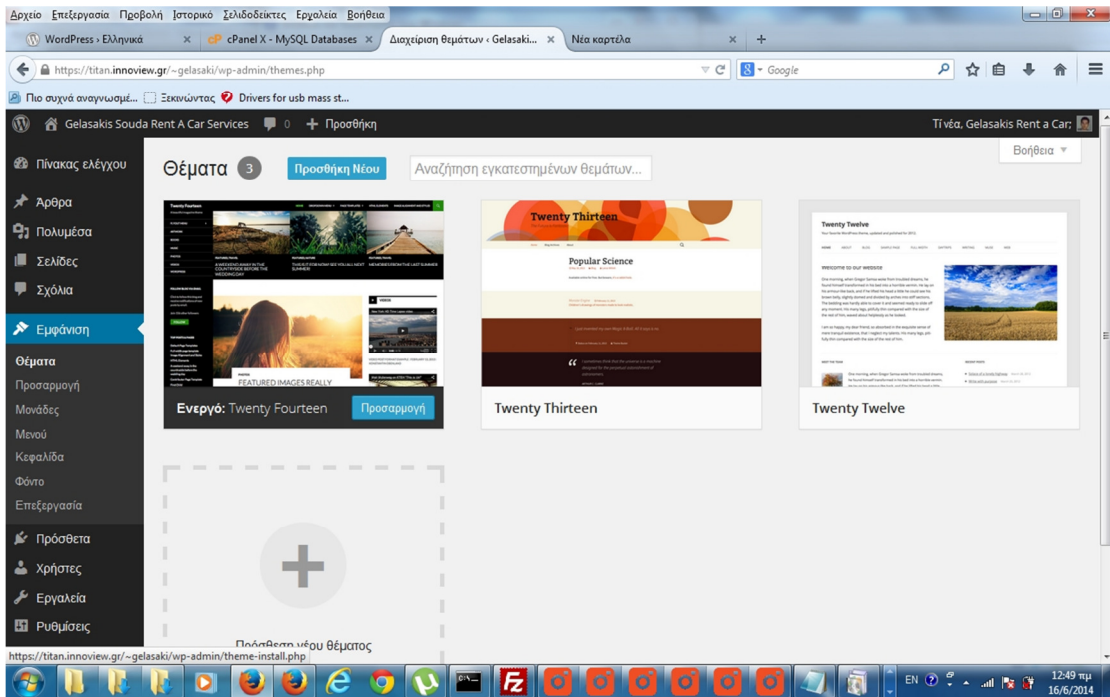 Αρχείο Επεξεργασία Προβολή Ιστορικό Σελιδοδείκτες Εργαλεία Βοήθεια
WordPress › Ελληνικά
cPanel X - MySQL Databases
Διαχείριση θεμάτων ‹ Gelasaki...
Νέα καρτέλα
https://titan.innoview.gr/~gelasaki/wp-admin/themes.php
Google
Πιο συχνά αναγνωσμέ... Ξεκινώντας Drivers for usb mass st...
Gelasakis Souda Rent A Car Services 0 + Προσθήκη
Τί νέα, Gelasakis Rent a Car;
Βοήθεια
Πίνακας ελέγχου
Άρθρα
Πολυμέσα
Σελίδες
Σχόλια
Εμφάνιση
Θέματα
Προσαρμογή
Μονάδες
Μενού
Κεφαλίδα
Φόντο
Επεξεργασία
Πρόσθετα
Χρήστες
Εργαλεία
Ρυθμίσεις
Θέματα 3 Προσθήκη Νέου Αναζήτηση εγκατεστημένων θεμάτων...
Twenty Fourteen
FEATURED IMAGES REALLY
Ενεργό: Twenty Fourteen Προσαρμογή
Twenty Thirteen
Popular Science
Twenty Thirteen
Twenty Twelve
WELCOME TO OUR WEBSITE
Twenty Twelve
Πρόσθεση νέου θέματος
https://titan.innoview.gr/~gelasaki/wp-admin/theme-install.php
EN
12:49 πμ
16/6/2014